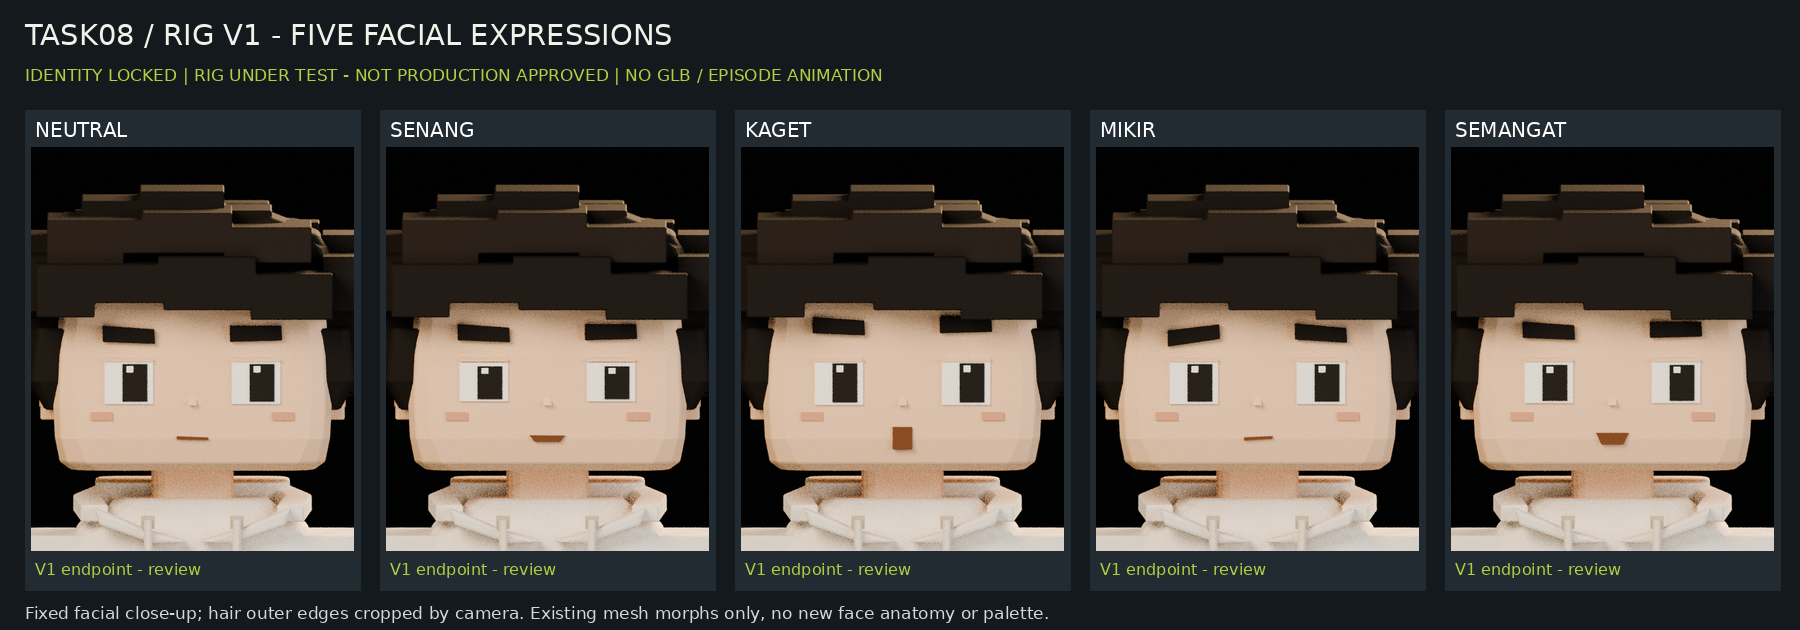 TASK08 / RIG V1 - FIVE FACIAL EXPRESSIONS
IDENTITY LOCKED | RIG UNDER TEST - NOT PRODUCTION APPROVED | NO GLB / EPISODE ANIMATION
NEUTRAL
SENANG
KAGET
MIKIR
SEMANGAT
V1 endpoint - review
V1 endpoint - review
V1 endpoint - review
V1 endpoint - review
V1 endpoint - review
Fixed facial close-up; hair outer edges cropped by camera. Existing mesh morphs only, no new face anatomy or palette.